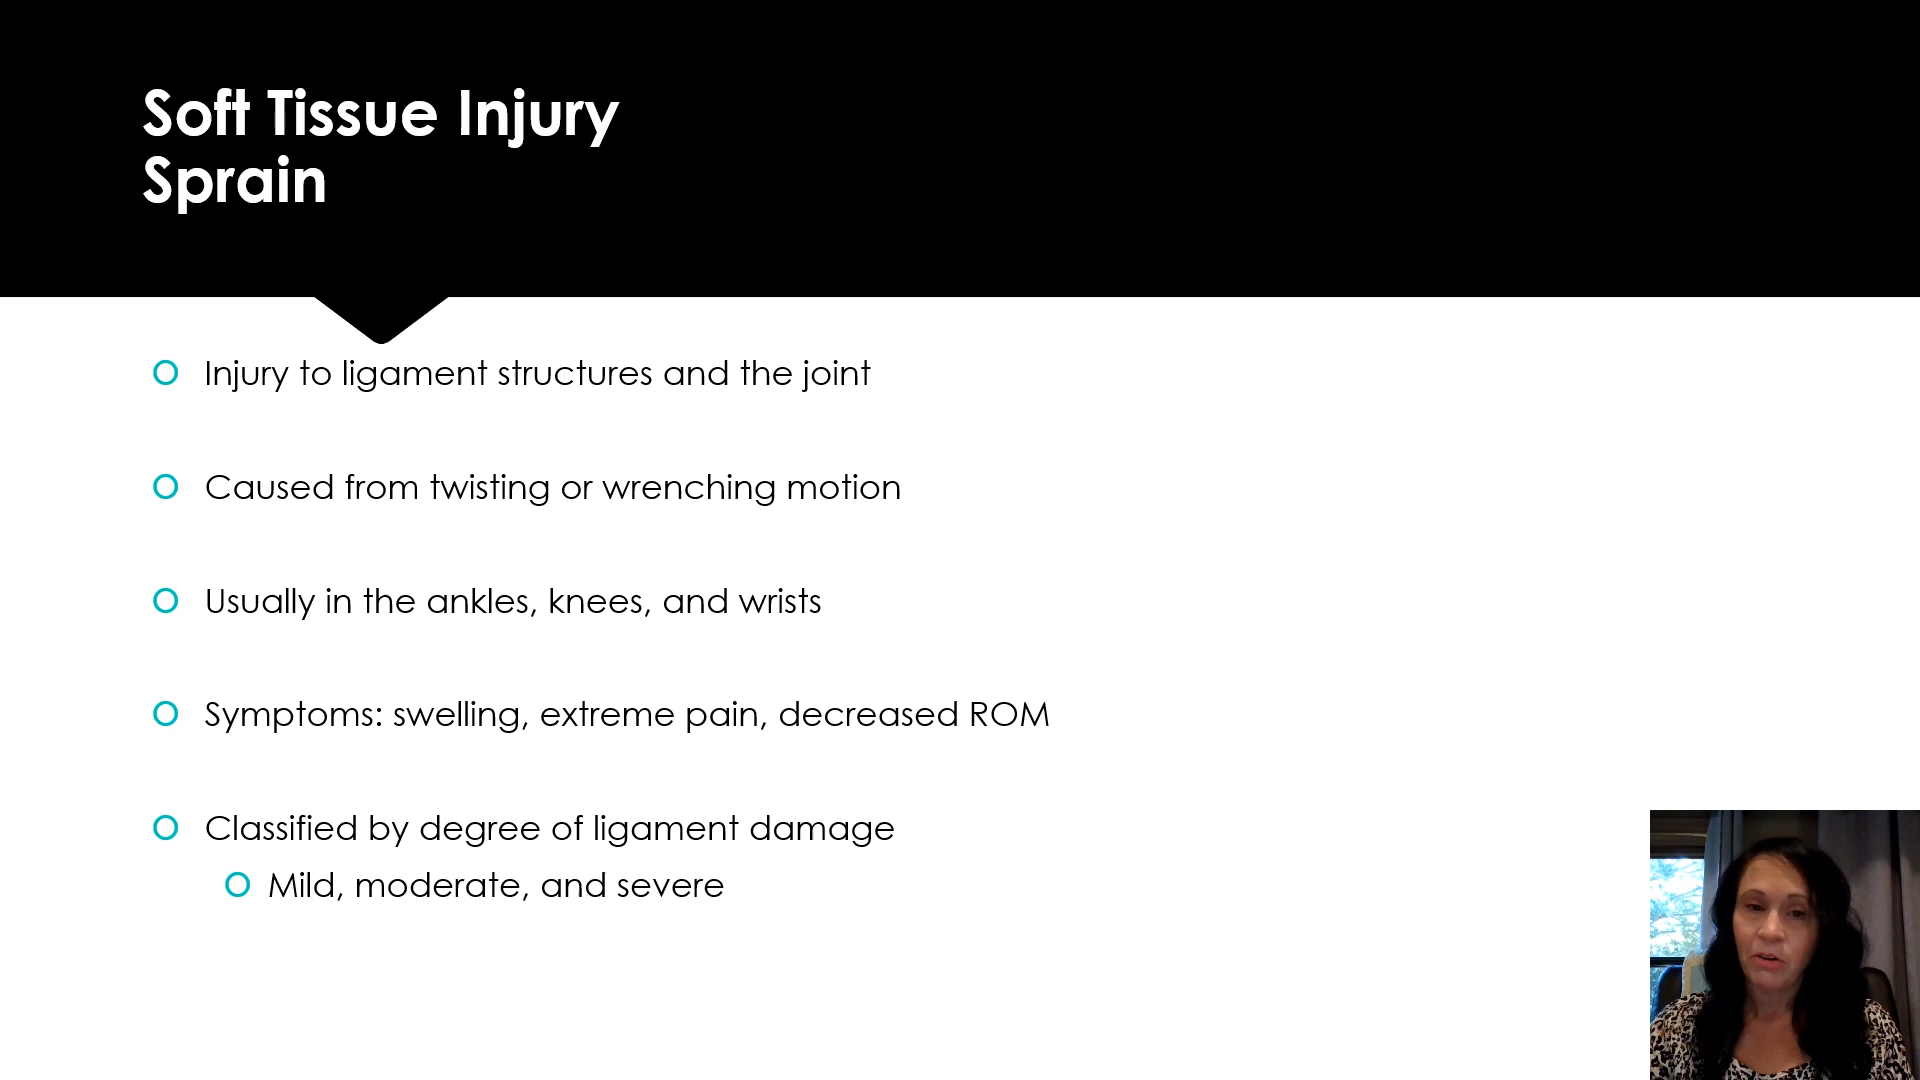 Soft Tissue Injury
Sprain
Injury to ligament structures and the joint
Caused from twisting or wrenching motion
Usually in the ankles, knees, and wrists
Symptoms: swelling, extreme pain, decreased ROM
Classified by degree of ligament damage
Mild, moderate, and severe